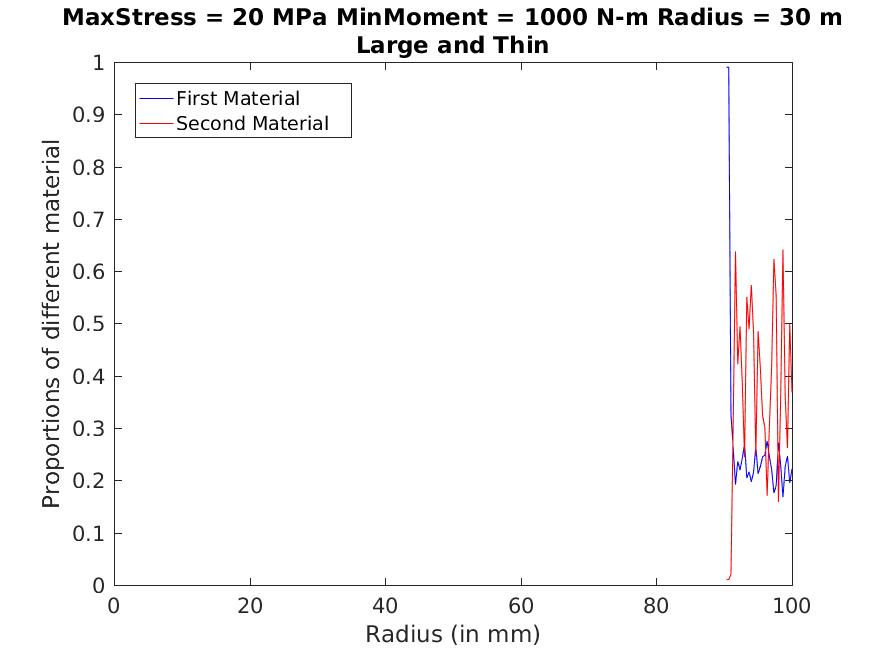 MaxStress = 20 MPa MinMoment = 1000 N-m Radius = 30 m
Large and Thin
First Material
Second Material
Proportions of different material
1
0.9
0.8
0.7
0.6
0.5
0.4
0.3
0.2
0.1
0
0 20 40 60 80 100
Radius (in mm)